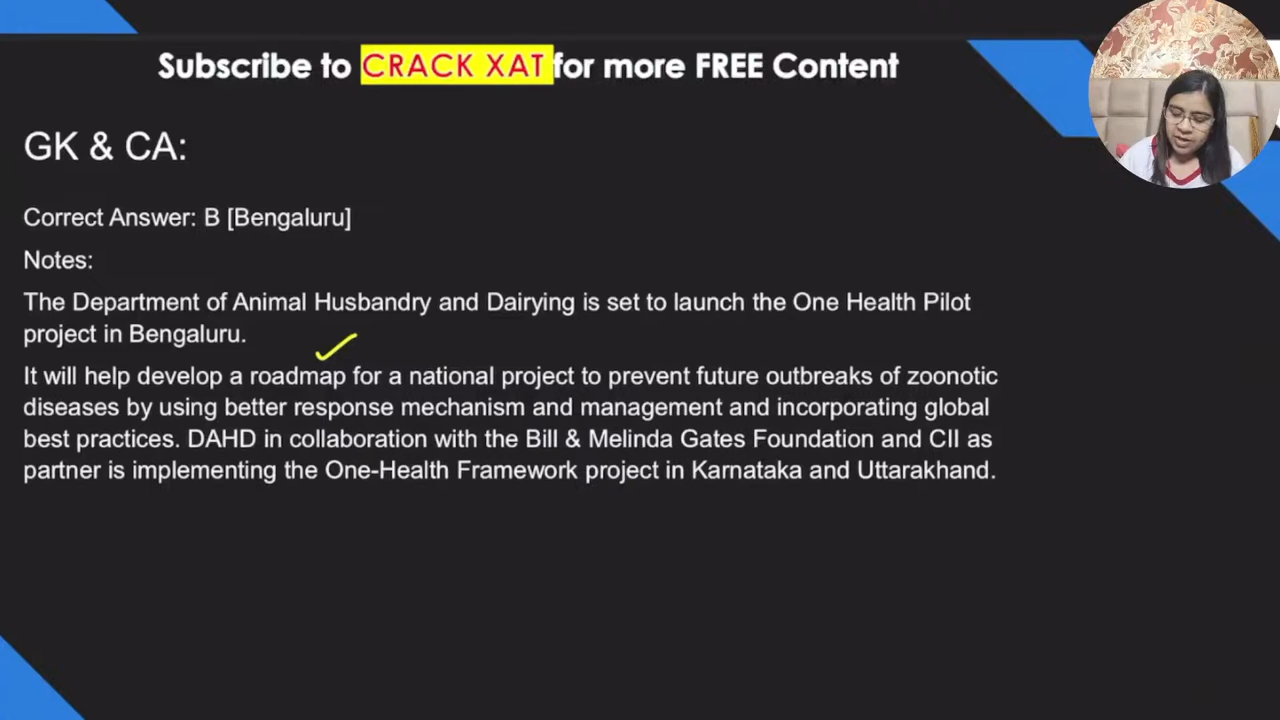 Subscribe to CRACK XAT for more FREE Content
GK & CA:
Correct Answer: B [Bengaluru]
Notes:
The Department of Animal Husbandry and Dairying is set to launch the One Health Pilot
project in Bengaluru.
It will help develop a roadmap for a national project to prevent future outbreaks of zoonotic
diseases by using better response mechanism and management and incorporating global
best practices. DAHD in collaboration with the Bill & Melinda Gates Foundation and CII as
partner is implementing the One-Health Framework project in Karnataka and Uttarakhand.